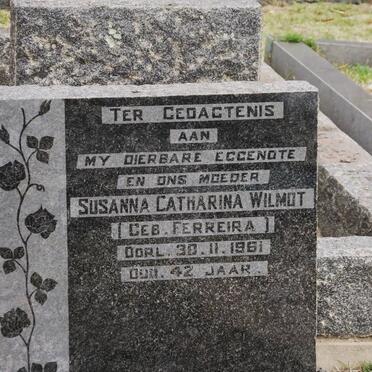 TER GEDAGTENIS
AAN
MY DIERBARE EGGENOTE
EN ONS MOEDER
SUSANNA CATHARINA WILMOT
(GEB. FERREIRA)
OORL. 30.11.1961
OUD. 42 JAAR.